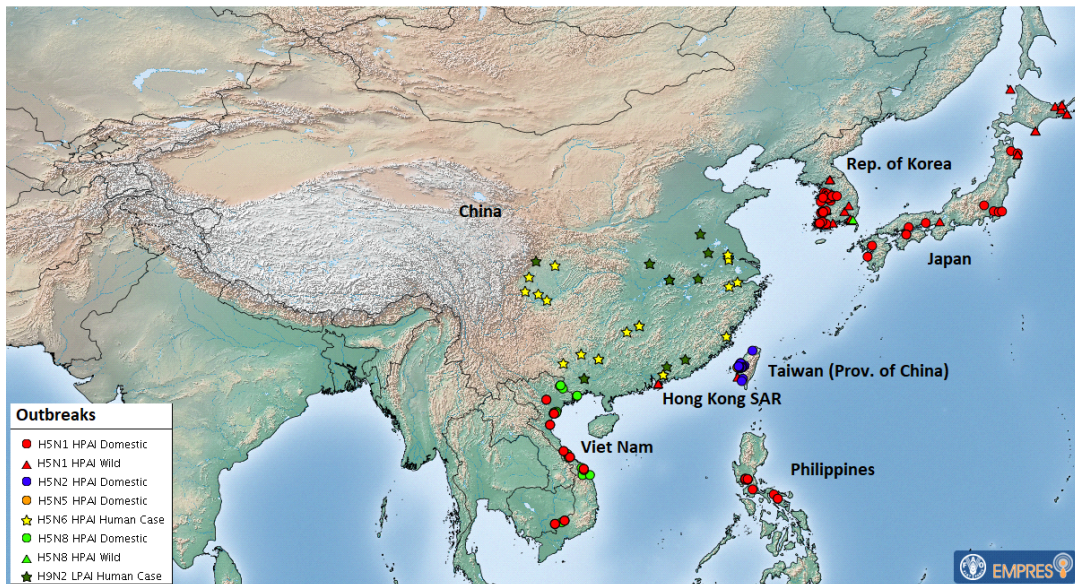 Rep. of Korea
China
Japan
Taiwan (Prov. of China)
Hong Kong SAR
Viet Nam
Philippines
Outbreaks
H5N1 HPAI Domestic
H5N1 HPAI Wild
H5N2 HPAI Domestic
H5N5 HPAI Domestic
H5N6 HPAI Human Case
H5N8 HPAI Domestic
H5N8 HPAI Wild
H9N2 LPAI Human Case
FAO EMPRES